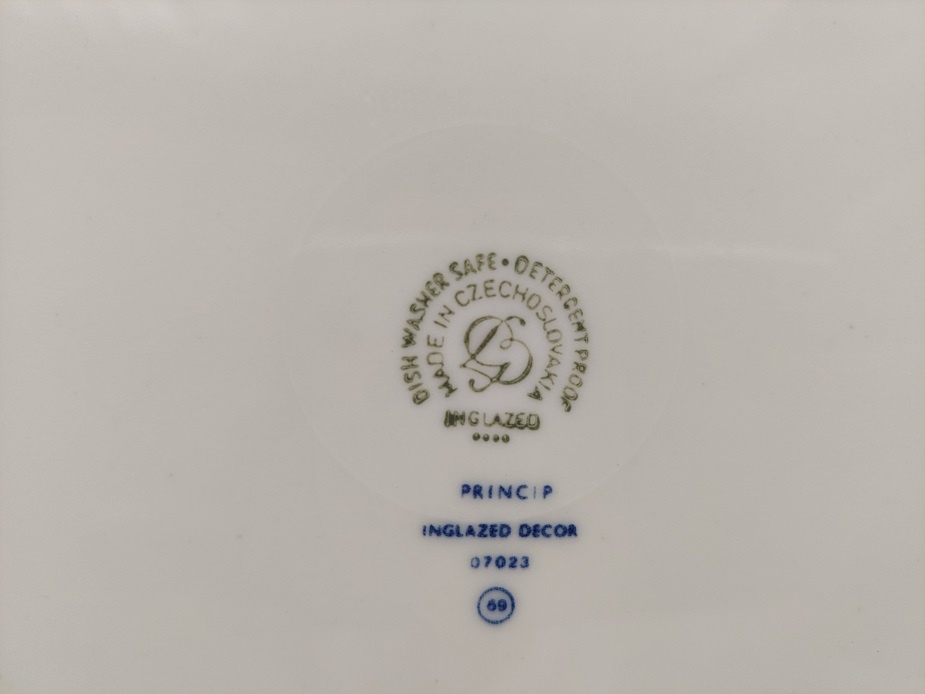 DISH WASHER SAFE • DETERGENT PROOF
MADE IN CZECHOSLOVAKIA
INGLAZED
PRINCIP
INGLAZED DECOR
07023
69